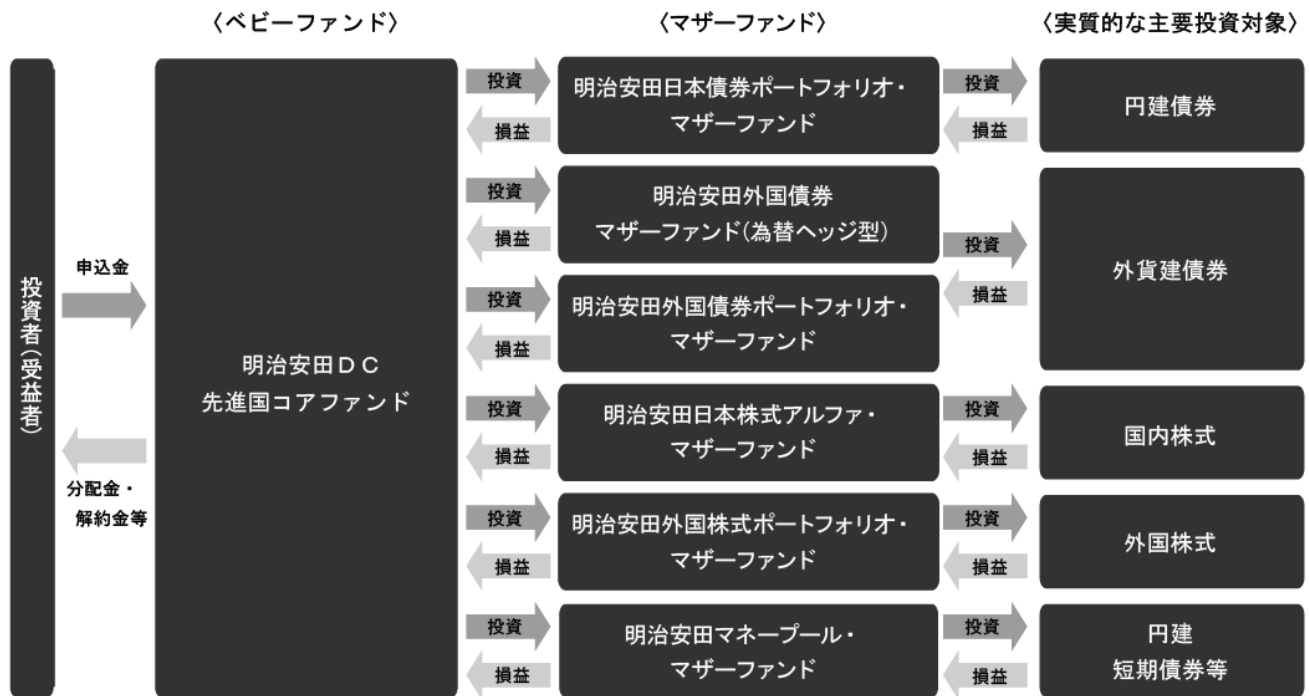 〈ベビーファンド〉
〈マザーファンド〉
〈実質的な主要投資対象〉
投資者(受益者)
申込金
分配金・
解約金等
明治安田DC
先進国コアファンド
投資
損益
明治安田日本債券ポートフォリオ・
マザーファンド
投資
損益
円建債券
投資
損益
明治安田外国債券
マザーファンド(為替ヘッジ型)
投資
損益
明治安田外国債券ポートフォリオ・
マザーファンド
投資
損益
外貨建債券
投資
損益
明治安田日本株式アルファ・
マザーファンド
投資
損益
国内株式
投資
損益
明治安田外国株式ポートフォリオ・
マザーファンド
投資
損益
外国株式
投資
損益
明治安田マネープール・
マザーファンド
投資
損益
円建
短期債券等